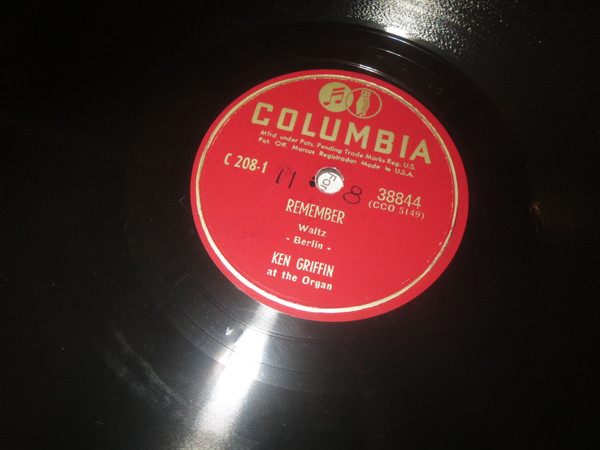 COLUMBIA
Mfrd under Pats. Pending Trade Marks Reg. U.S.
Pat. Off. Marcas Registradas Made in U.S.A.
C 208-1
38844
(CCO 5149)
REMEMBER
Waltz
- Berlin -
KEN GRIFFIN
at the Organ